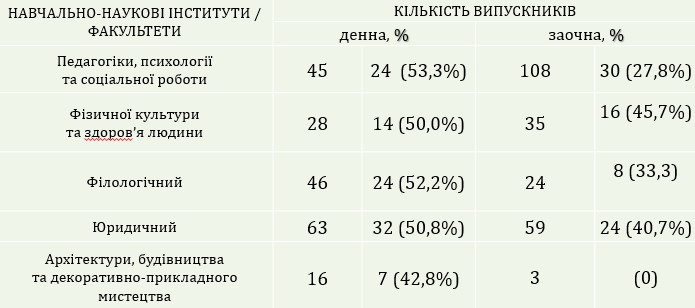 НАВЧАЛЬНО-НАУКОВІ ІНСТИТУТИ /
ФАКУЛЬТЕТИ
КІЛЬКІСТЬ ВИПУСКНИКІВ
денна, % заочна, %
Педагогіки, психології
та соціальної роботи
45 24 (53,3%) 108 30 (27,8%)
Фізичної культури
та здоров’я людини
28 14 (50,0%) 35 16 (45,7%)
Філологічний 46 24 (52,2%) 24 8 (33,3)
Юридичний 63 32 (50,8%) 59 24 (40,7%)
Архітектури, будівництва
та декоративно-прикладного
мистецтва
16 7 (42,8%) 3 (0)